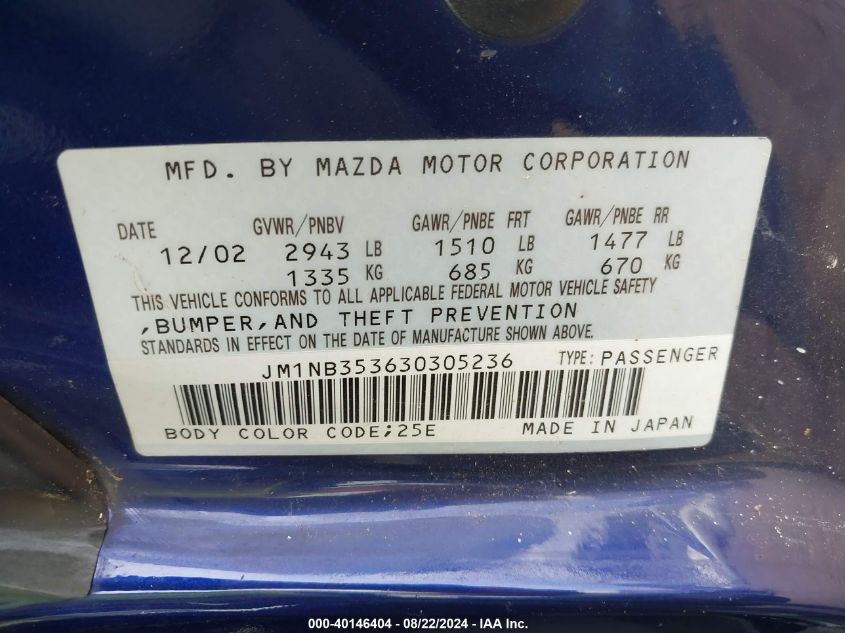 MFD. BY MAZDA MOTOR CORPORATION
DATE GVWR/PNBV GAWR/PNBE FRT GAWR/PNBE RR
12/02 2943 LB 1510 LB 1477 LB
1335 KG 685 KG 670 KG
THIS VEHICLE CONFORMS TO ALL APPLICABLE FEDERAL MOTOR VEHICLE SAFETY
,BUMPER,AND THEFT PREVENTION
STANDARDS IN EFFECT ON THE DATE OF MANUFACTURE SHOWN ABOVE.
JM1NB353630305236 TYPE: PASSENGER
BODY COLOR CODE;25E MADE IN JAPAN
000-40146404 - 08/22/2024 - IAA Inc.